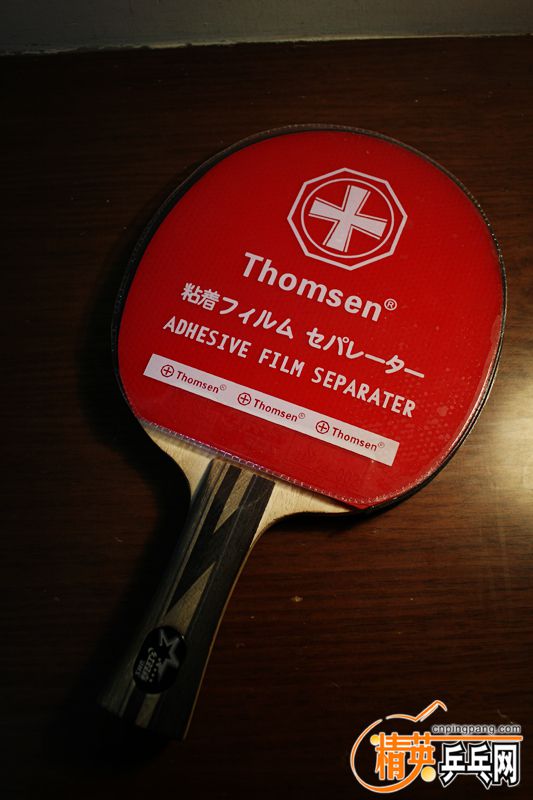 Thomsen®
粘着フィルム セパレーター
ADHESIVE FILM SEPARATER
Thomsen® Thomsen® Thomsen®
cnpingpang.com
精英乒乓网